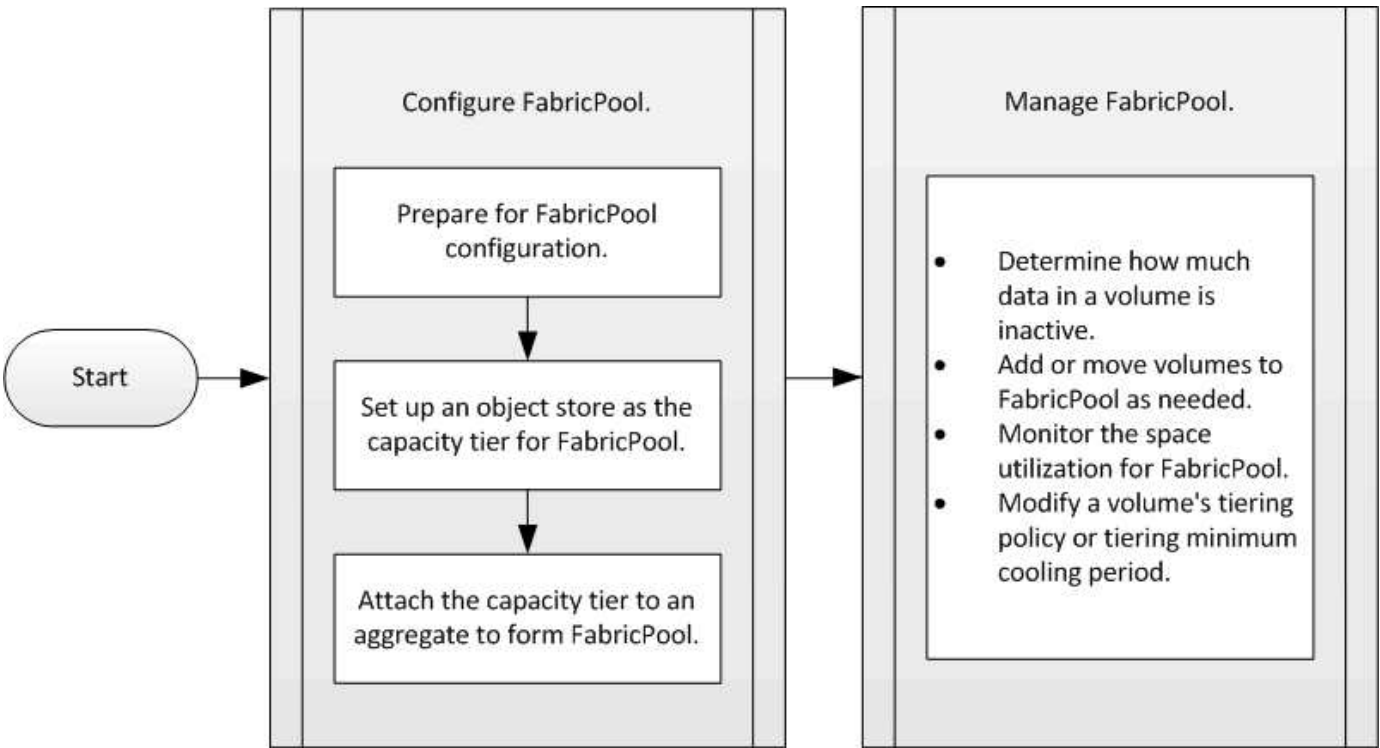 Start
Configure FabricPool.
Prepare for FabricPool
configuration.
Set up an object store as the
capacity tier for FabricPool.
Attach the capacity tier to an
aggregate to form FabricPool.
Manage FabricPool.
• Determine how much
data in a volume is
inactive.
• Add or move volumes to
FabricPool as needed.
• Monitor the space
utilization for FabricPool.
• Modify a volume's tiering
policy or tiering minimum
cooling period.